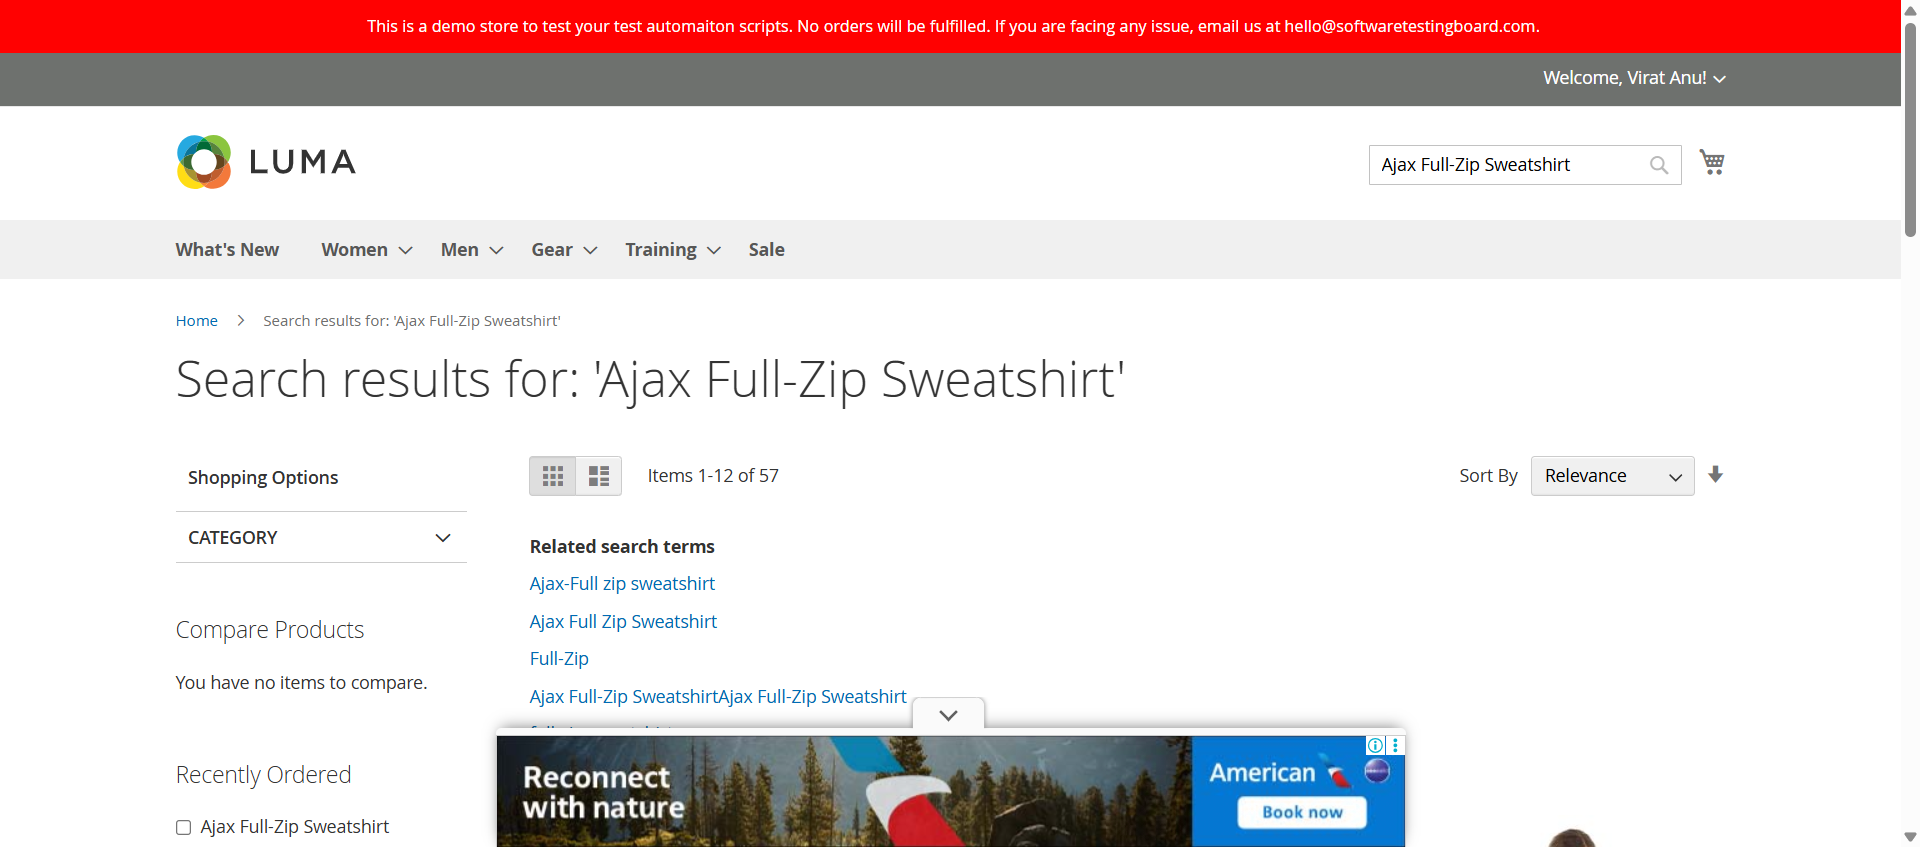 This is a demo store to test your test automaiton scripts. No orders will be fulfilled. If you are facing any issue, email us at hello@softwaretestingboard.com.
Welcome, Virat Anu!
LUMA
Ajax Full-Zip Sweatshirt
What's New Women Men Gear Training Sale
Home Search results for: 'Ajax Full-Zip Sweatshirt'
Search results for: 'Ajax Full-Zip Sweatshirt'
Shopping Options
CATEGORY
Compare Products
You have no items to compare.
Recently Ordered
Ajax Full-Zip Sweatshirt
Items 1-12 of 57
Sort By Relevance
Related search terms
Ajax-Full zip sweatshirt
Ajax Full Zip Sweatshirt
Full-Zip
Ajax Full-Zip SweatshirtAjax Full-Zip Sweatshirt
Reconnect
with nature
American
Book now